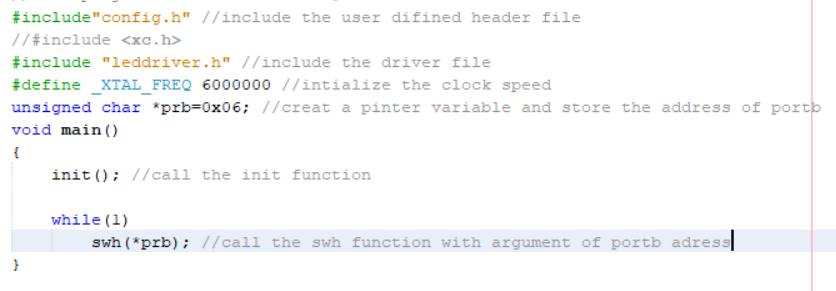 #include"config.h" //include the user difined header file
//#include <xc.h>
#include "leddriver.h" //include the driver file
#define _XTAL_FREQ 6000000 //intialize the clock speed
unsigned char *prb=0x06; //creat a pinter variable and store the address of portb
void main()
{
    init(); //call the init function

    while(1)
        swh(*prb); //call the swh function with argument of portb adress
}